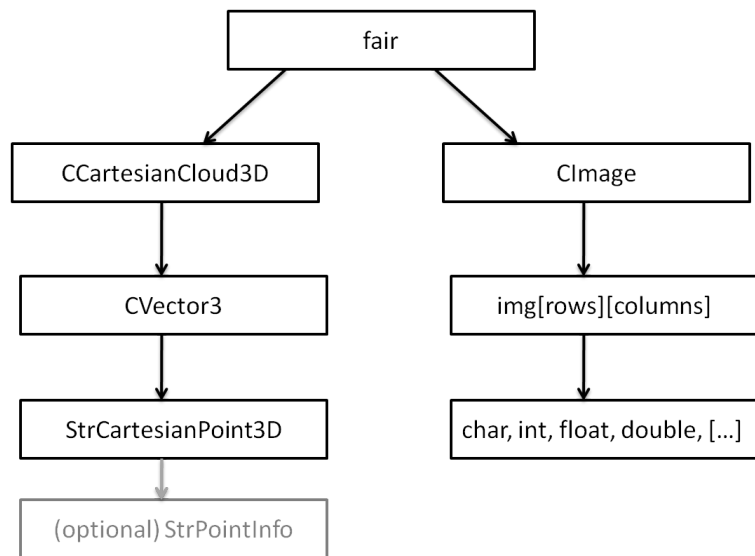 fair
CCartesianCloud3D
CImage
CVector3
img[rows][columns]
StrCartesianPoint3D
char, int, float, double, […]
(optional) StrPointInfo